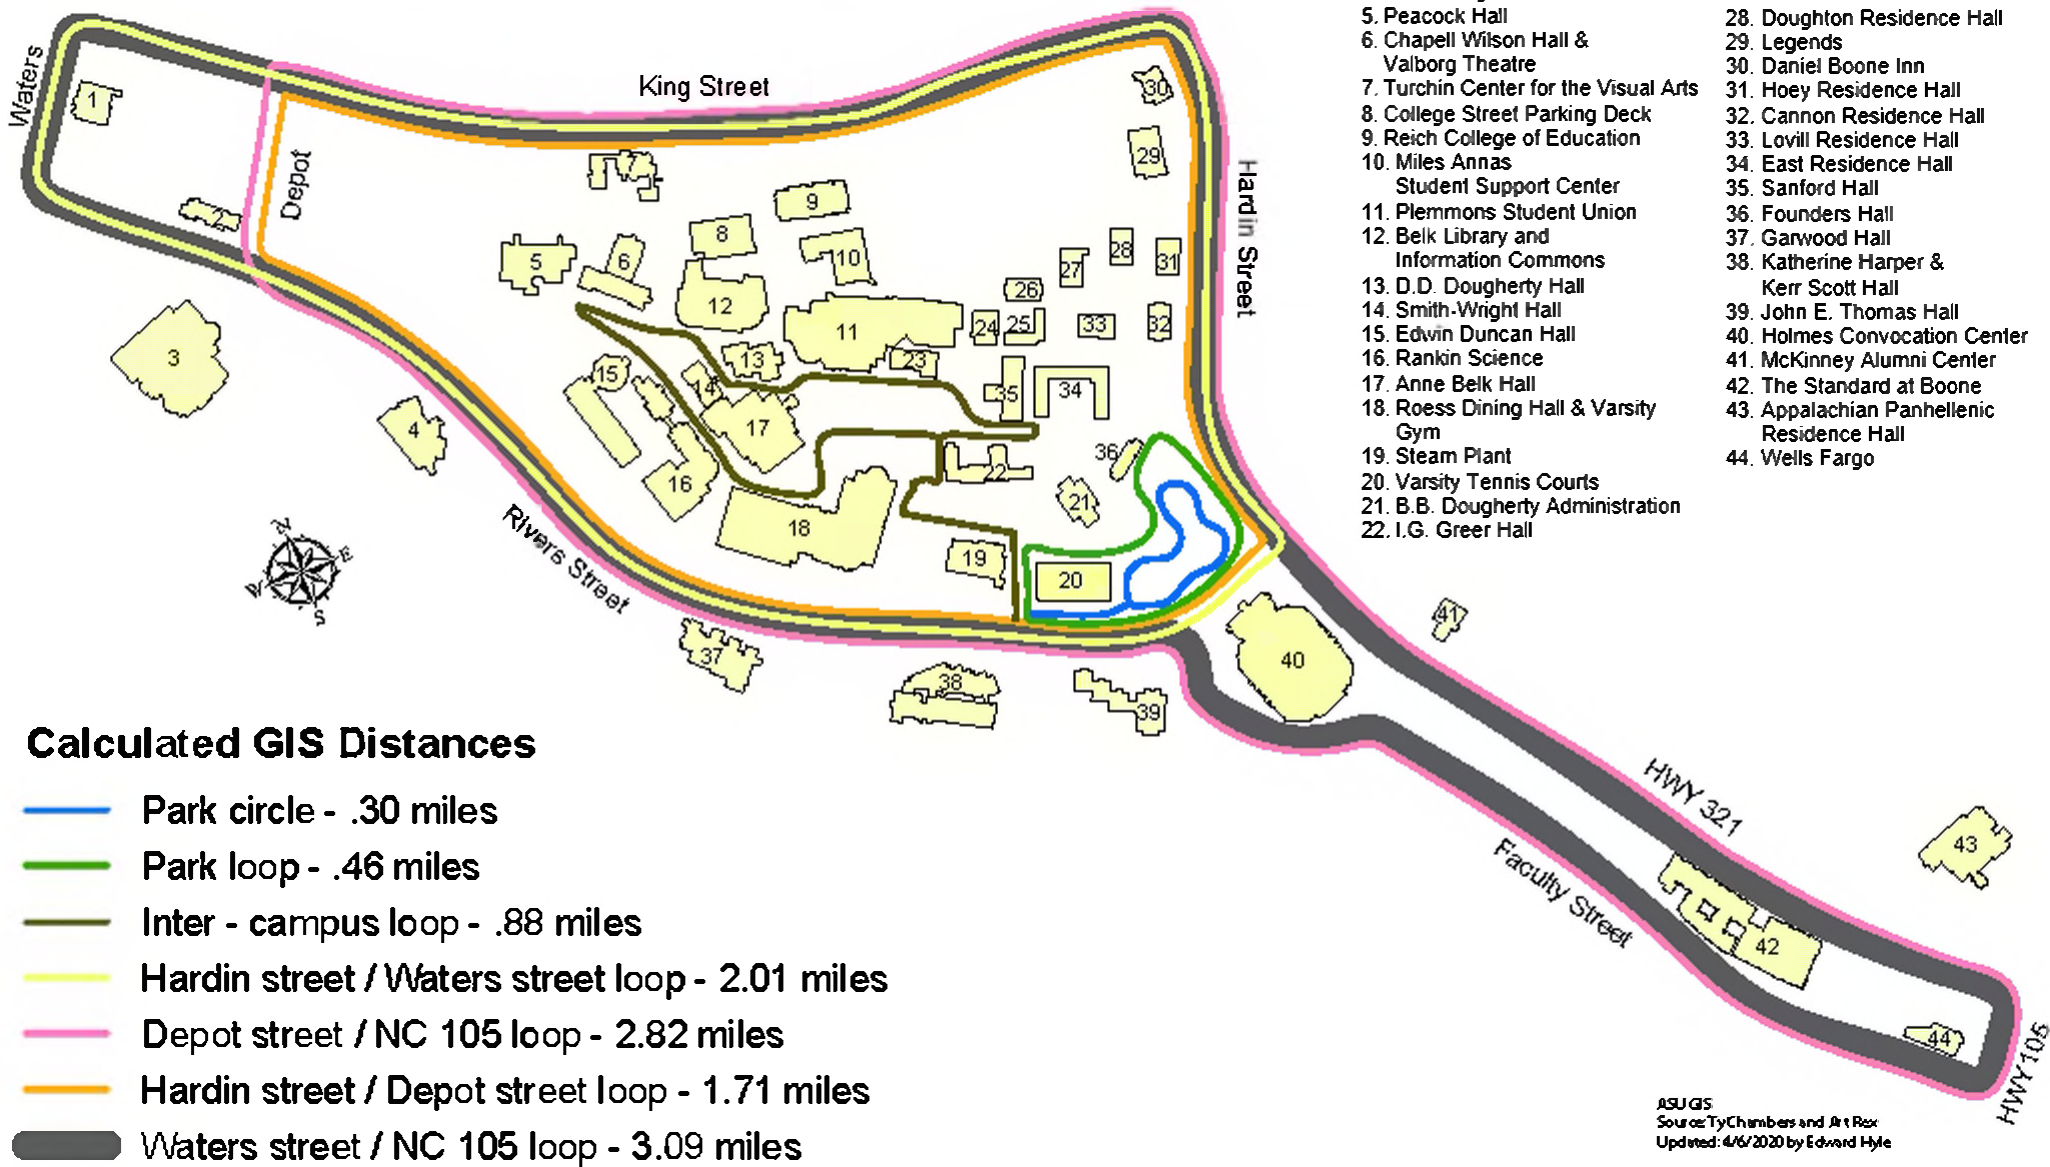 5. Peacock Hall
6. Chapell Wilson Hall &
Valborg Theatre
7. Turchin Center for the Visual Arts
8. College Street Parking Deck
9. Reich College of Education
10. Miles Annas
Student Support Center
11. Plemmons Student Union
12. Belk Library and
Information Commons
13. D.D. Dougherty Hall
14. Smith-Wright Hall
15. Edwin Duncan Hall
16. Rankin Science
17. Anne Belk Hall
18. Roess Dining Hall & Varsity
Gym
19. Steam Plant
20. Varsity Tennis Courts
21. B.B. Dougherty Administration
22. I.G. Greer Hall
28. Doughton Residence Hall
29. Legends
30. Daniel Boone Inn
31. Hoey Residence Hall
32. Cannon Residence Hall
33. Lovill Residence Hall
34. East Residence Hall
35. Sanford Hall
36. Founders Hall
37. Garwood Hall
38. Katherine Harper &
Kerr Scott Hall
39. John E. Thomas Hall
40. Holmes Convocation Center
41. McKinney Alumni Center
42. The Standard at Boone
43. Appalachian Panhellenic
Residence Hall
44. Wells Fargo
Waters
King Street
Depot
Hardin Street
Rivers Street
HWY 321
Faculty Street
HWY 105
1
2
3
4
5
6
7
8
9
10
11
12
13
14
15
16
17
18
19
20
21
22
23
24
25
26
27
28
29
30
31
32
33
34
35
36
37
38
39
40
41
42
43
44
N
E
S
W
Calculated GIS Distances
Park circle - .30 miles
Park loop - .46 miles
Inter - campus loop - .88 miles
Hardin street / Waters street loop - 2.01 miles
Depot street / NC 105 loop - 2.82 miles
Hardin street / Depot street loop - 1.71 miles
Waters street / NC 105 loop - 3.09 miles
ASU GIS
Source: Ty Chambers and Art Rex
Updated: 4/6/2020 by Edward Hyle